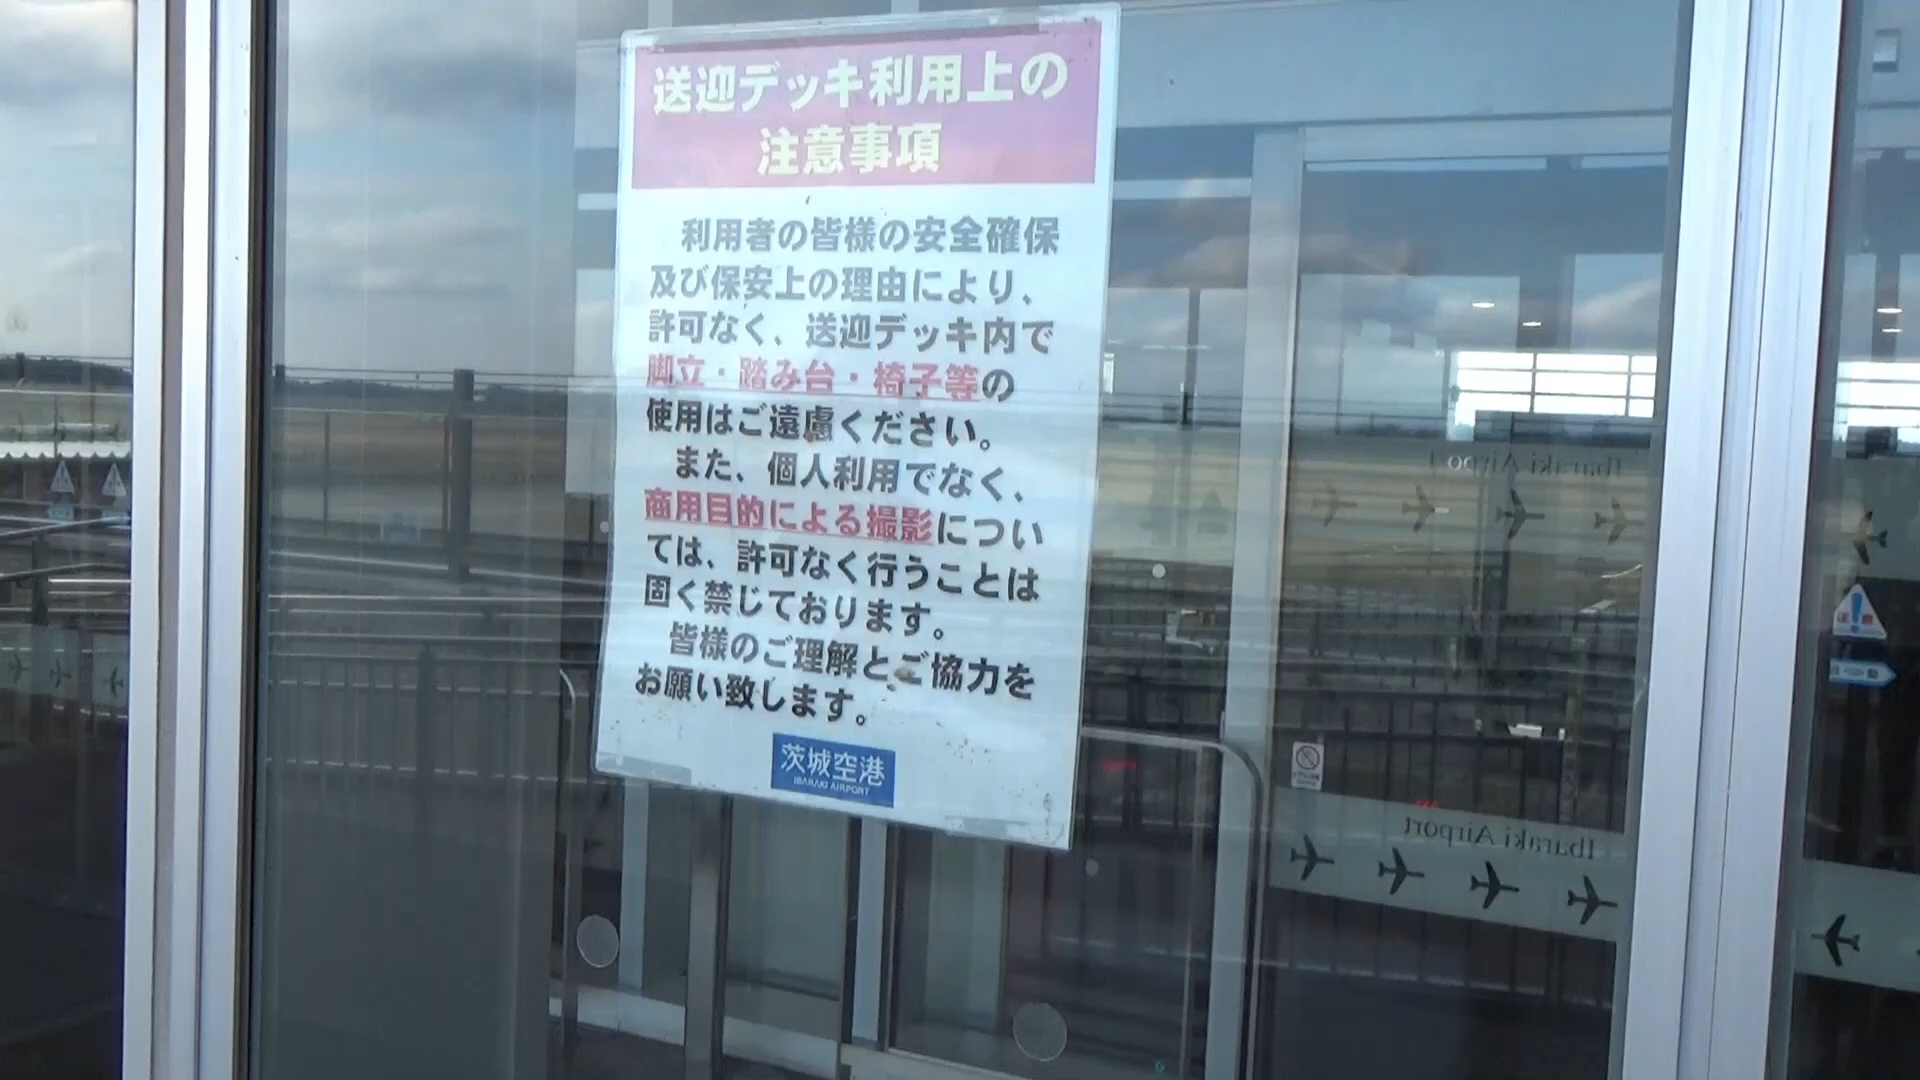 送迎デッキ利用上の
注意事項
利用者の皆様の安全確保
及び保安上の理由により、
許可なく、送迎デッキ内で
脚立・踏み台・椅子等の
使用はご遠慮ください。
また、個人利用でなく、
商用目的による撮影につい
ては、許可なく行うことは
固く禁じております。
皆様のご理解とご協力を
お願い致します。
茨城空港
IBARAKI AIRPORT
Ibaraki Airport
Ibaraki Airport